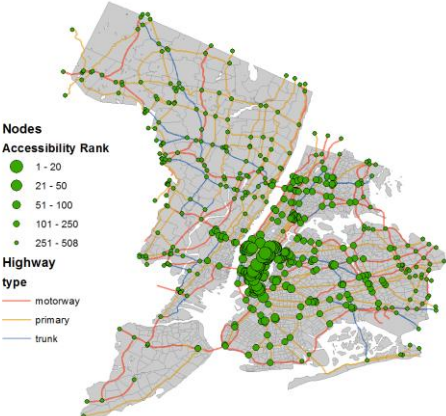 Nodes
Accessibility Rank
1 - 20
21 - 50
51 - 100
101 - 250
251 - 508
Highway
type
motorway
primary
trunk